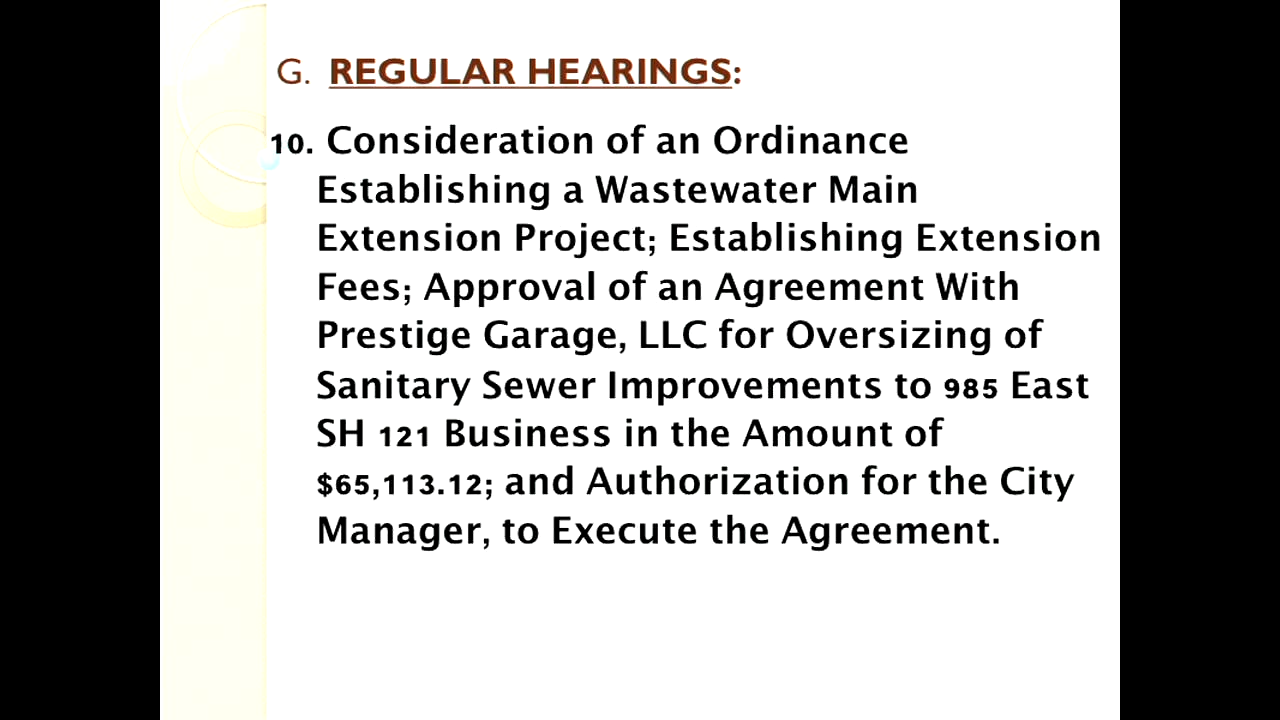 G. REGULAR HEARINGS:
10. Consideration of an Ordinance
Establishing a Wastewater Main
Extension Project; Establishing Extension
Fees; Approval of an Agreement With
Prestige Garage, LLC for Oversizing of
Sanitary Sewer Improvements to 985 East
SH 121 Business in the Amount of
$65,113.12; and Authorization for the City
Manager, to Execute the Agreement.